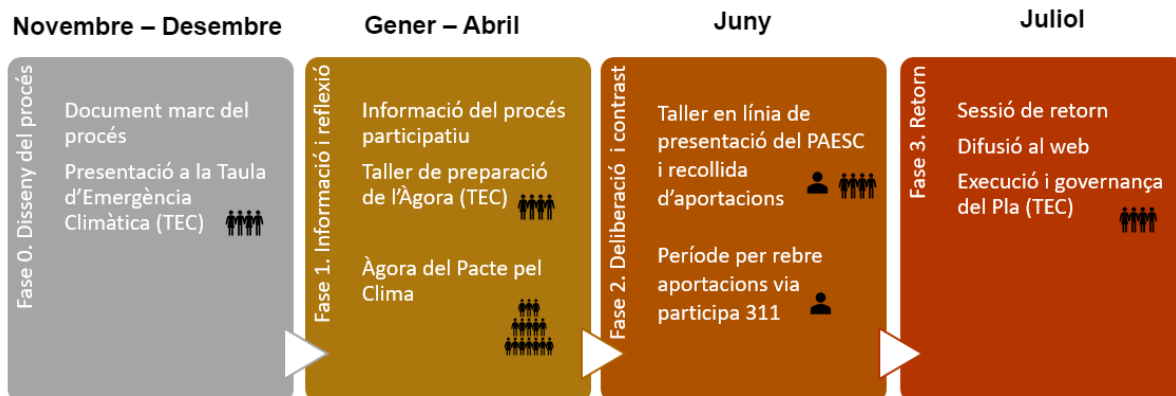 Novembre – Desembre
Fase 0. Disseny del procés
Document marc del
procés
Presentació a la Taula
d’Emergència
Climàtica (TEC)
Gener – Abril
Fase 1. Informació i reflexió
Informació del procés
participatiu
Taller de preparació
de l’Àgora (TEC)
Àgora del Pacte pel
Clima
Juny
Fase 2. Deliberació i contrast
Taller en línia de
presentació del PAESC
i recollida
d’aportacions
Període per rebre
aportacions via
participa 311
Juliol
Fase 3. Retorn
Sessió de retorn
Difusió al web
Execució i governança
del Pla (TEC)